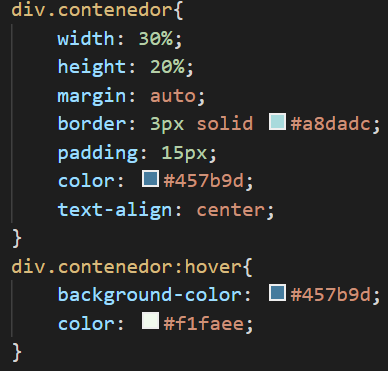 div.contenedor{
width: 30%;
height: 20%;
margin: auto;
border: 3px solid #a8dadc;
padding: 15px;
color: #457b9d;
text-align: center;
}
div.contenedor:hover{
background-color: #457b9d;
color: #f1faee;
}